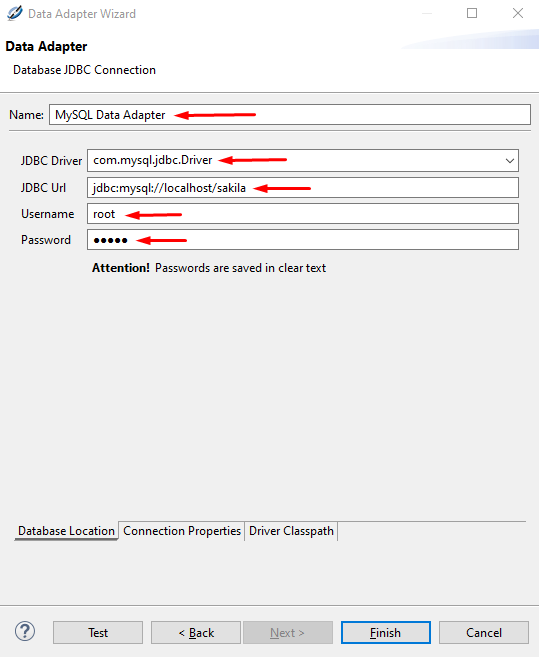 Data Adapter Wizard
Data Adapter
Database JDBC Connection
Name: MySQL Data Adapter
JDBC Driver com.mysql.jdbc.Driver
JDBC Url jdbc:mysql://localhost/sakila
Username root
Password ●●●●●
Attention! Passwords are saved in clear text
Database Location Connection Properties Driver Classpath
? Test < Back Next > Finish Cancel